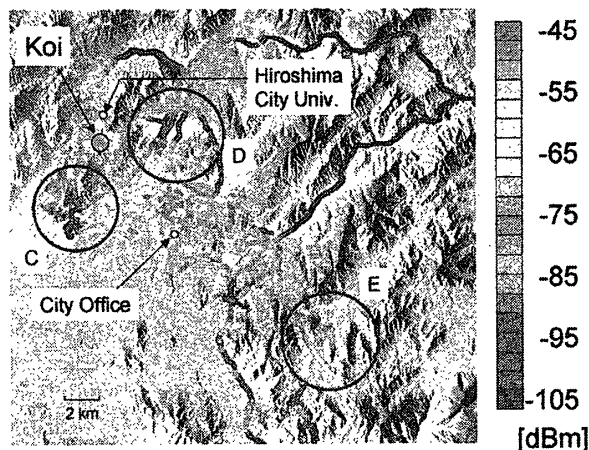 Koi
Hiroshima
City Univ.
D
C
City Office
E
2 km
-45
-55
-65
-75
-85
-95
-105
[dBm]